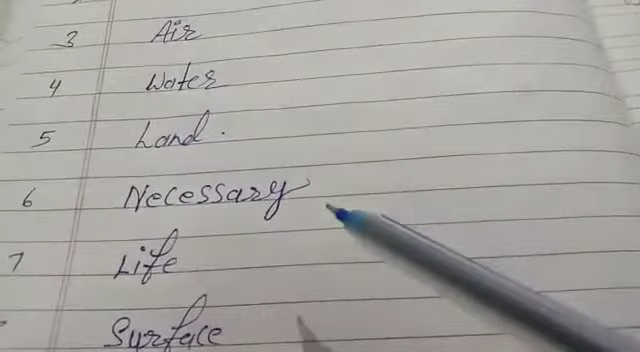 3 Air
4 Water
5 Land.
6 Necessary
7 Life
Surface